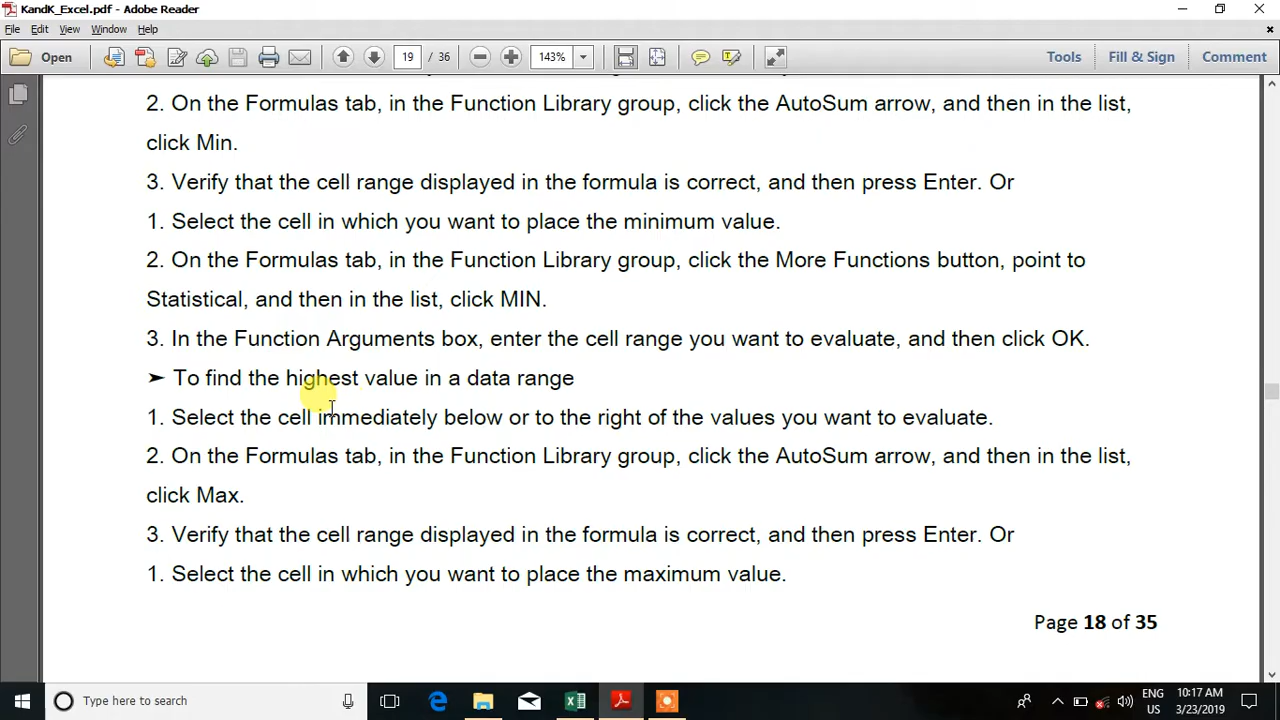 KandK_Excel.pdf - Adobe Reader
File Edit View Window Help
Open 19 / 36 143% Tools Fill & Sign Comment
2. On the Formulas tab, in the Function Library group, click the AutoSum arrow, and then in the list,
click Min.
3. Verify that the cell range displayed in the formula is correct, and then press Enter. Or
1. Select the cell in which you want to place the minimum value.
2. On the Formulas tab, in the Function Library group, click the More Functions button, point to
Statistical, and then in the list, click MIN.
3. In the Function Arguments box, enter the cell range you want to evaluate, and then click OK.
➤ To find the highest value in a data range
1. Select the cell immediately below or to the right of the values you want to evaluate.
2. On the Formulas tab, in the Function Library group, click the AutoSum arrow, and then in the list,
click Max.
3. Verify that the cell range displayed in the formula is correct, and then press Enter. Or
1. Select the cell in which you want to place the maximum value.
Page 18 of 35
Type here to search
ENG 10:17 AM
US 3/23/2019